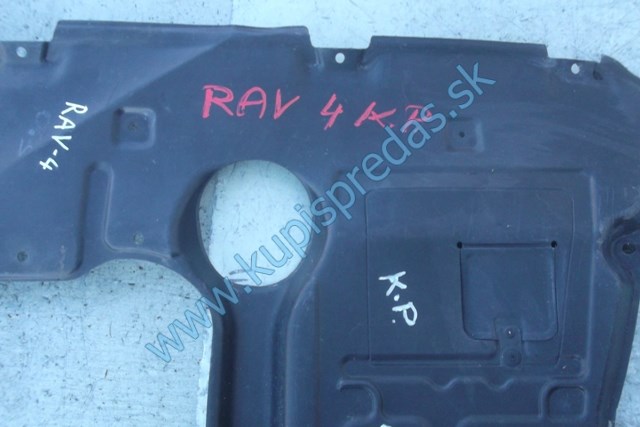 RAV 4 K.P.
RAV-4
K.P.
www.kupispredas.sk